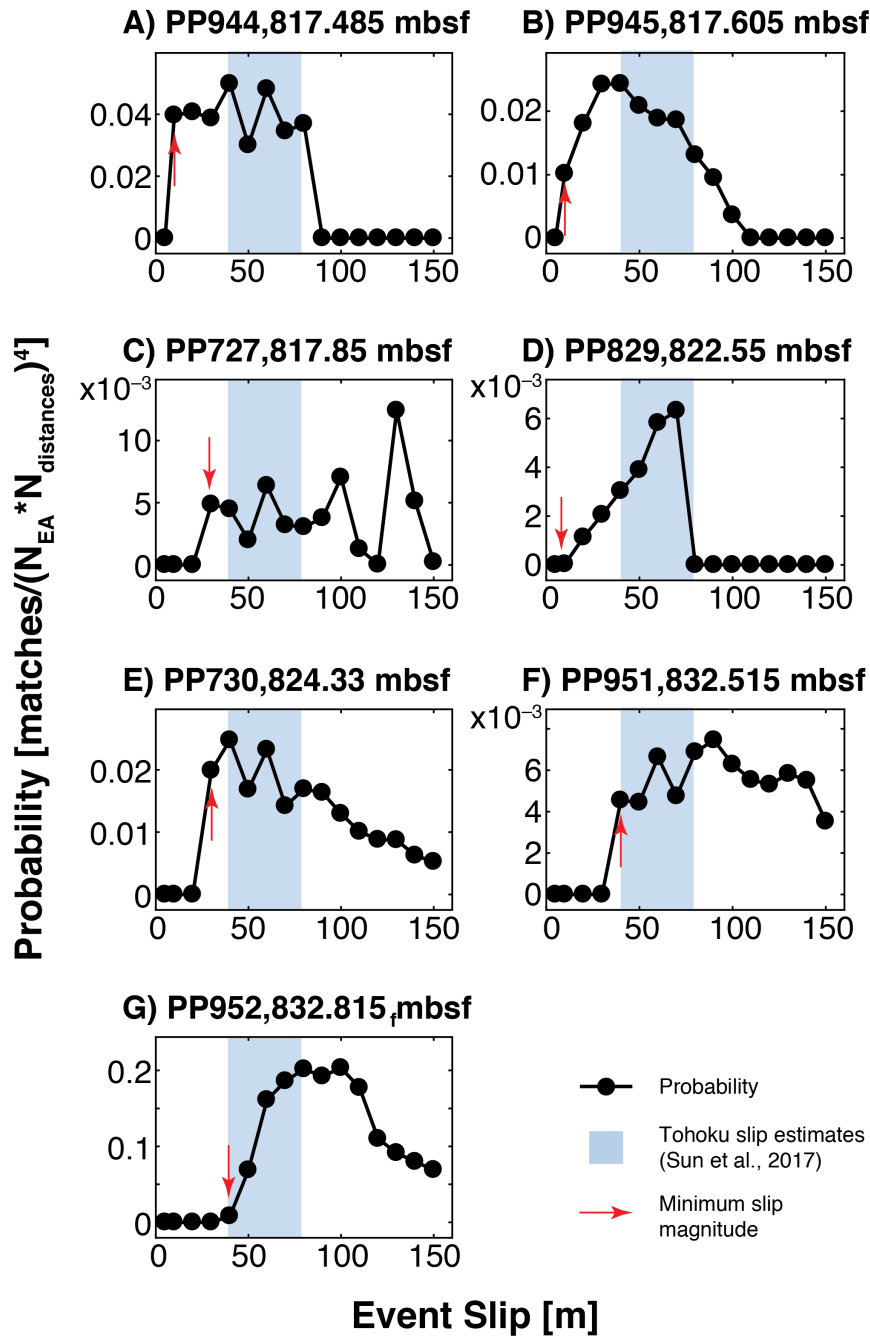 A) PP944,817.485 mbsf
B) PP945,817.605 mbsf
0.04
0.02
0
0 50 100 150
0.02
0.01
0
0 50 100 150
C) PP727,817.85 mbsf
D) PP829,822.55 mbsf
x10⁻³
10
5
0
0 50 100 150
x10⁻³
6
4
2
0
0 50 100 150
Probability [matches/(N_EA*N_distances)⁴]
E) PP730,824.33 mbsf
F) PP951,832.515 mbsf
0.02
0.01
0
0 50 100 150
x10⁻³
6
4
2
0
0 50 100 150
G) PP952,832.815 fmbsf
0.2
0.1
0
0 50 100 150
Probability
Tohoku slip estimates
(Sun et al., 2017)
Minimum slip
magnitude
Event Slip [m]